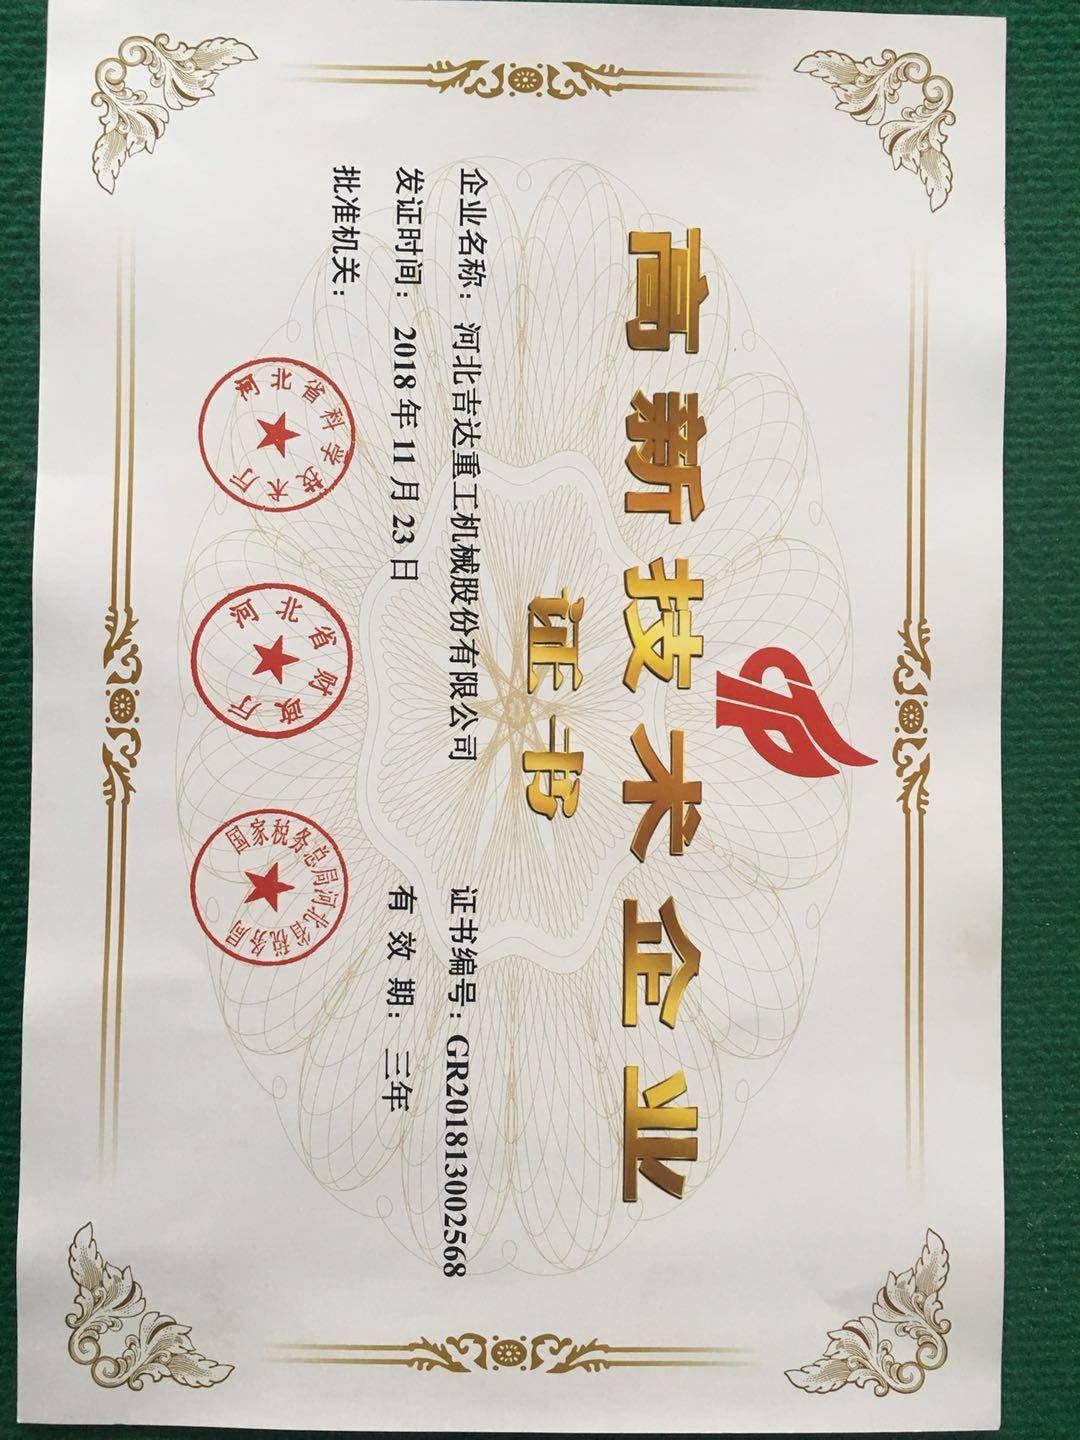 高新技术企业
证书
企业名称：河北吉达重工机械股份有限公司
证书编号：GR201813002568
发证时间：2018年11月23日
有效期：三年
批准机关：
河北省科学技术厅
河北省财政厅
国家税务总局河北省税务局